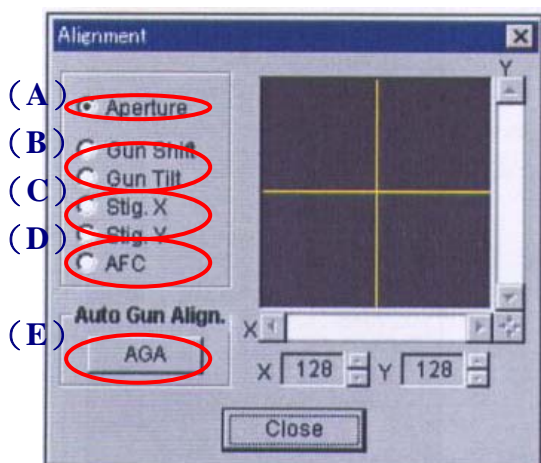 Alignment
Y
(A) Aperture
(B) Gun Shift
Gun Tilt
(C) Stig. X
(D) Stig. Y
AFC
Auto Gun Align.
(E) AGA
X
X 128 Y 128
Close